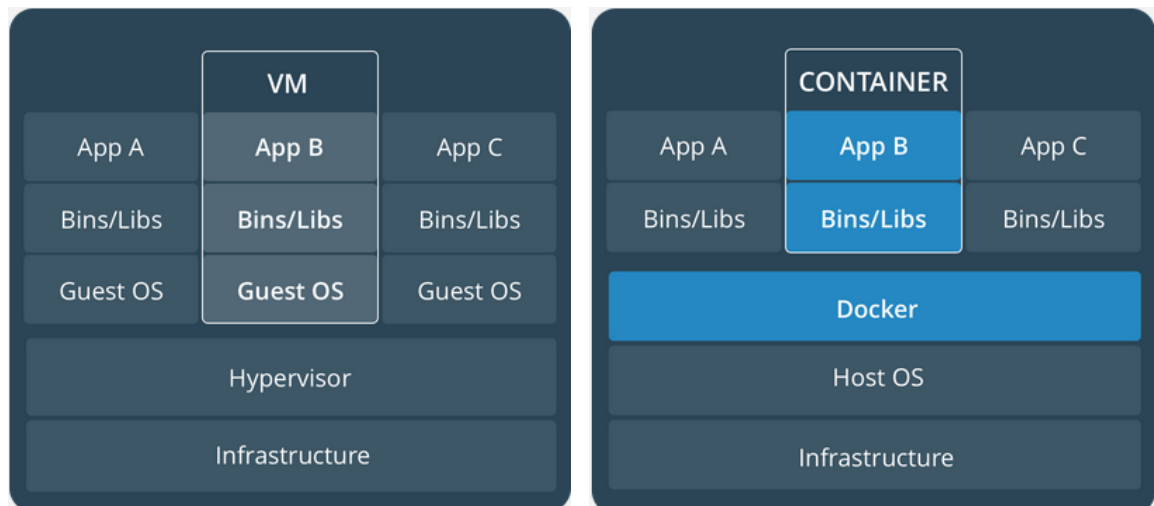 VM
App A App B App C
Bins/Libs Bins/Libs Bins/Libs
Guest OS Guest OS Guest OS
Hypervisor
Infrastructure
CONTAINER
App A App B App C
Bins/Libs Bins/Libs Bins/Libs
Docker
Host OS
Infrastructure